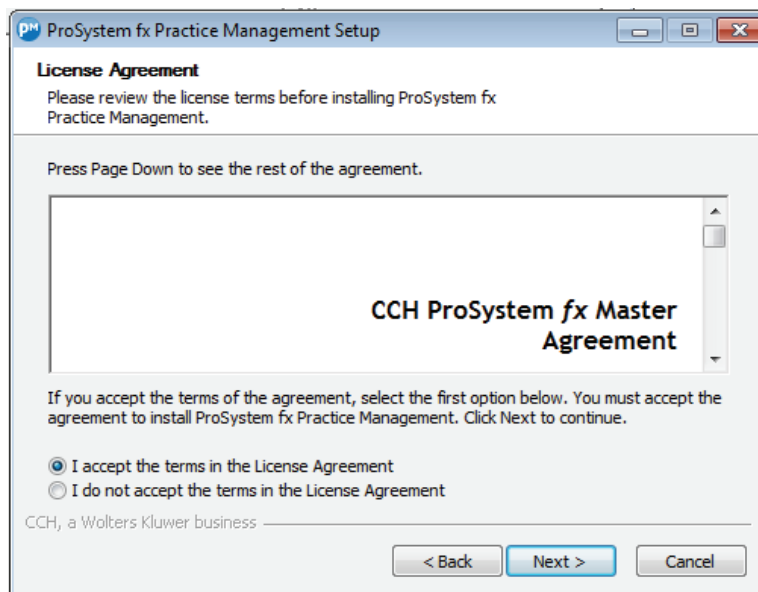 PM ProSystem fx Practice Management Setup
License Agreement
Please review the license terms before installing ProSystem fx
Practice Management.
Press Page Down to see the rest of the agreement.
CCH ProSystem fx Master
Agreement
If you accept the terms of the agreement, select the first option below. You must accept the
agreement to install ProSystem fx Practice Management. Click Next to continue.
I accept the terms in the License Agreement
I do not accept the terms in the License Agreement
CCH, a Wolters Kluwer business
< Back Next > Cancel